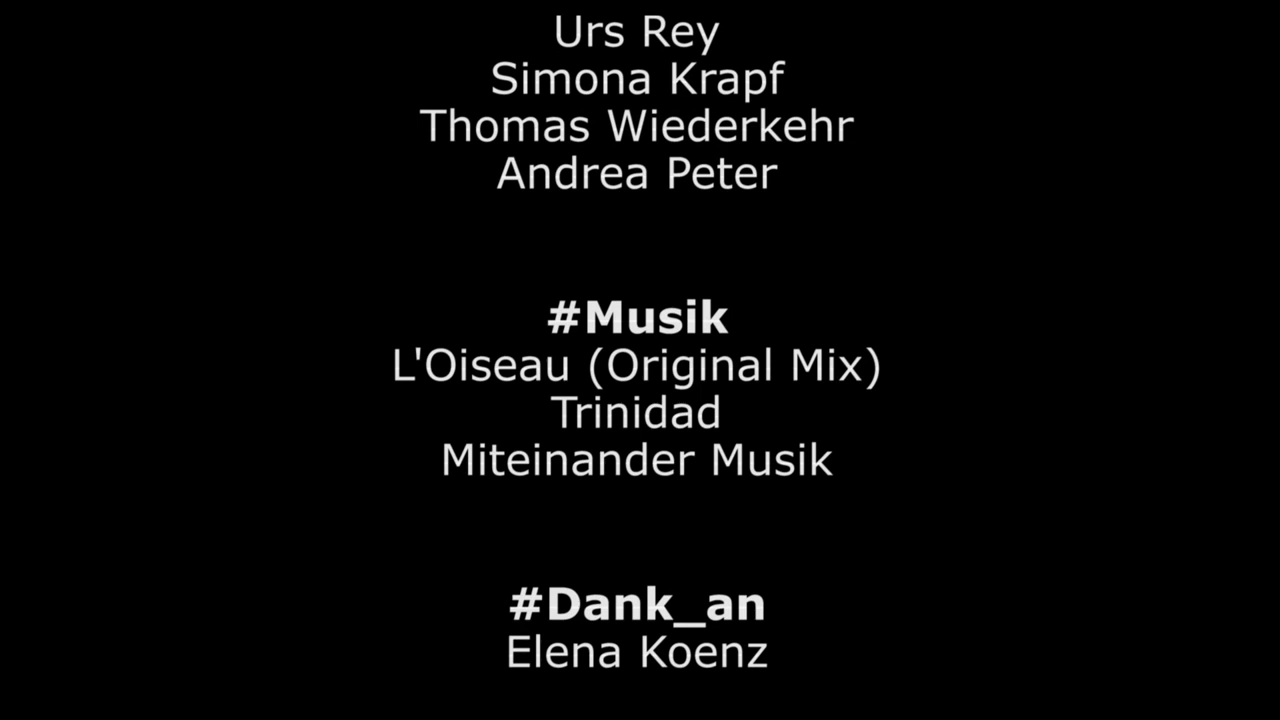 Urs Rey
Simona Krapf
Thomas Wiederkehr
Andrea Peter
#Musik
L'Oiseau (Original Mix)
Trinidad
Miteinander Musik
#Dank_an
Elena Koenz